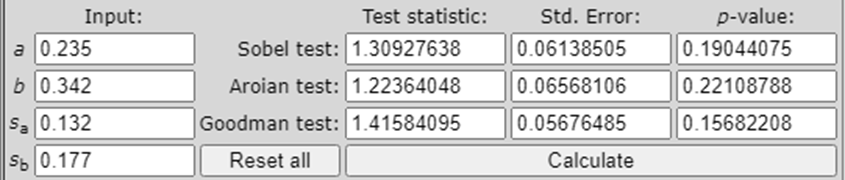 Input: Test statistic: Std. Error: p-value:
a 0.235 Sobel test: 1.30927638 0.06138505 0.19044075
b 0.342 Aroian test: 1.22364048 0.06568106 0.22108788
sa 0.132 Goodman test: 1.41584095 0.05676485 0.15682208
sb 0.177 Reset all Calculate